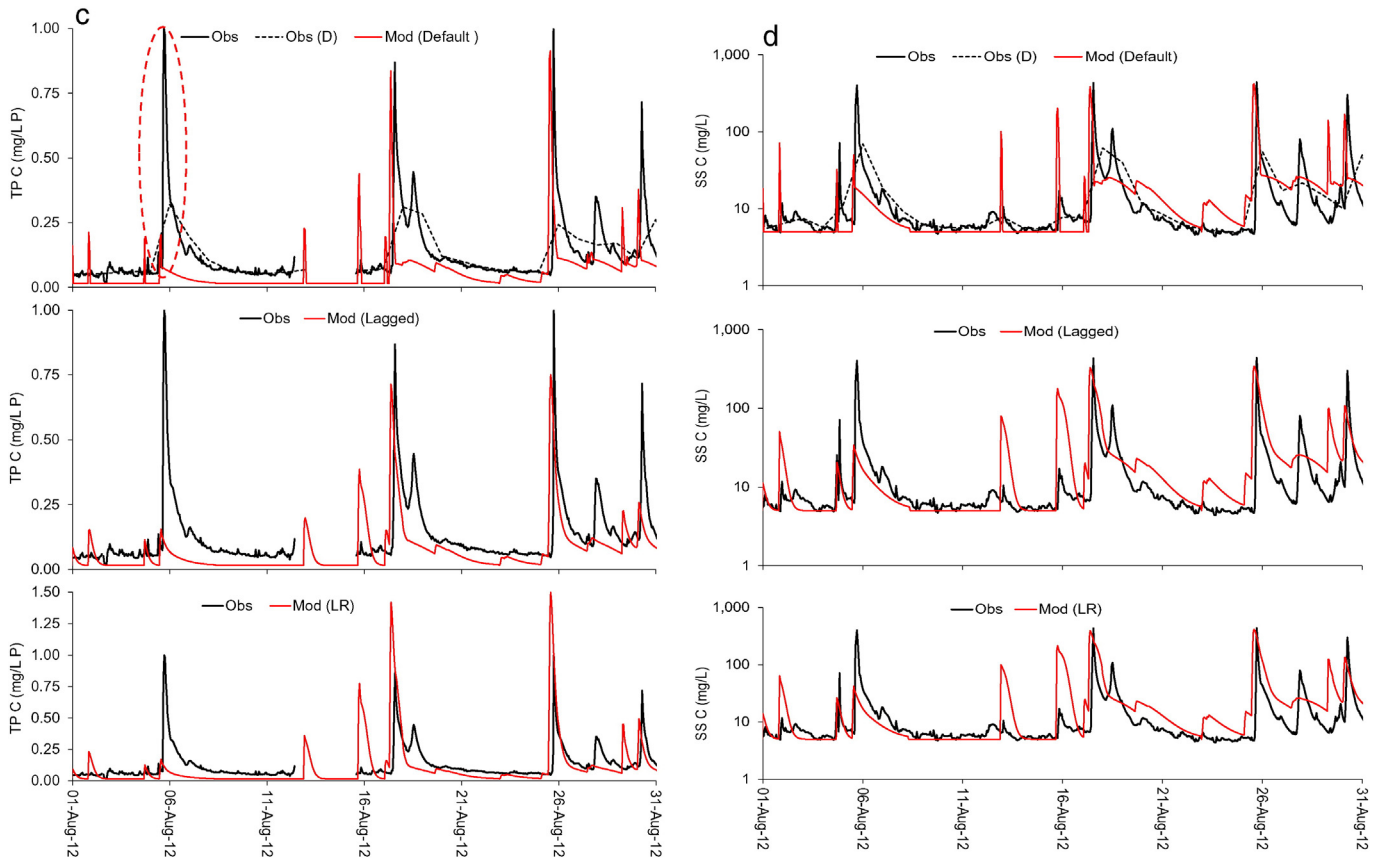 c
Obs Obs (D) Mod (Default )
TP C (mg/L P)
1.00
0.75
0.50
0.25
0.00
Obs Mod (Lagged)
TP C (mg/L P)
1.00
0.75
0.50
0.25
0.00
Obs Mod (LR)
TP C (mg/L P)
1.50
1.25
1.00
0.75
0.50
0.25
0.00
01-Aug-12
06-Aug-12
11-Aug-12
16-Aug-12
21-Aug-12
26-Aug-12
31-Aug-12
d
Obs Obs (D) Mod (Default)
SS C (mg/L)
1,000
100
10
1
Obs Mod (Lagged)
SS C (mg/L)
1,000
100
10
1
Obs Mod (LR)
SS C (mg/L)
1,000
100
10
1
01-Aug-12
06-Aug-12
11-Aug-12
16-Aug-12
21-Aug-12
26-Aug-12
31-Aug-12